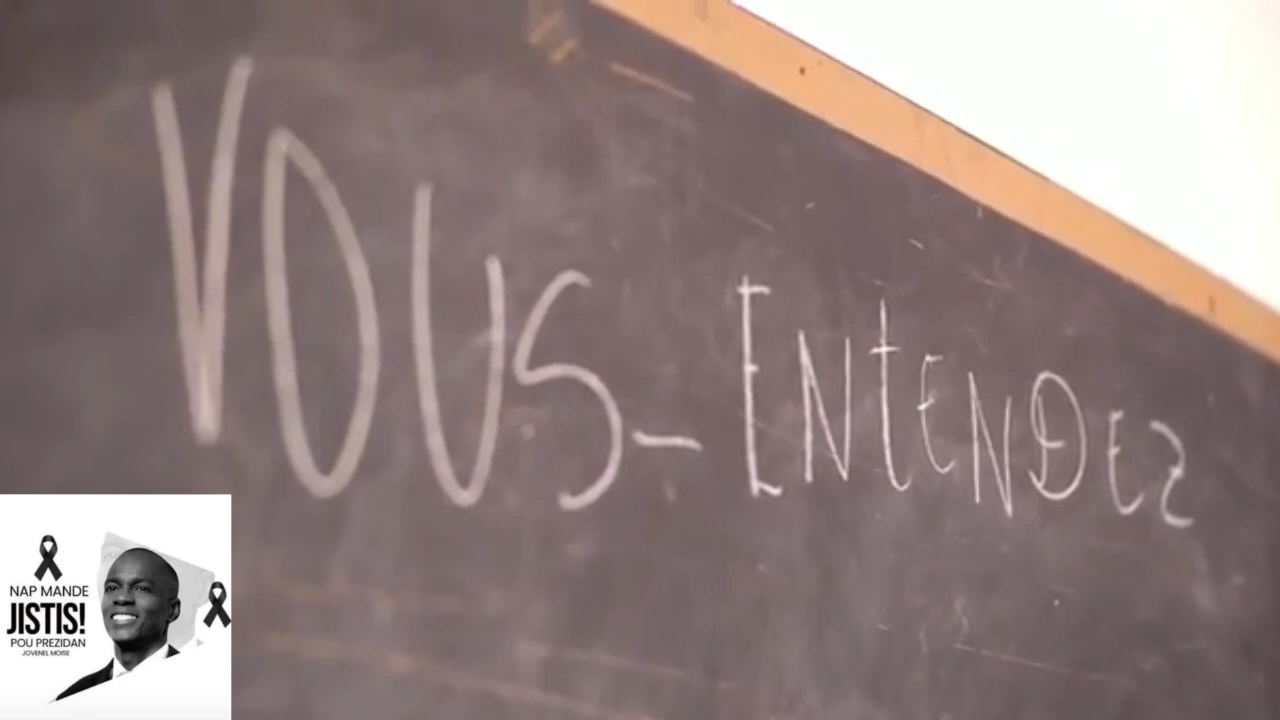 VOUS-ENtENDEZ
NAP MANDE
JISTIS!
POU PREZIDAN
JOVENEL MOISE